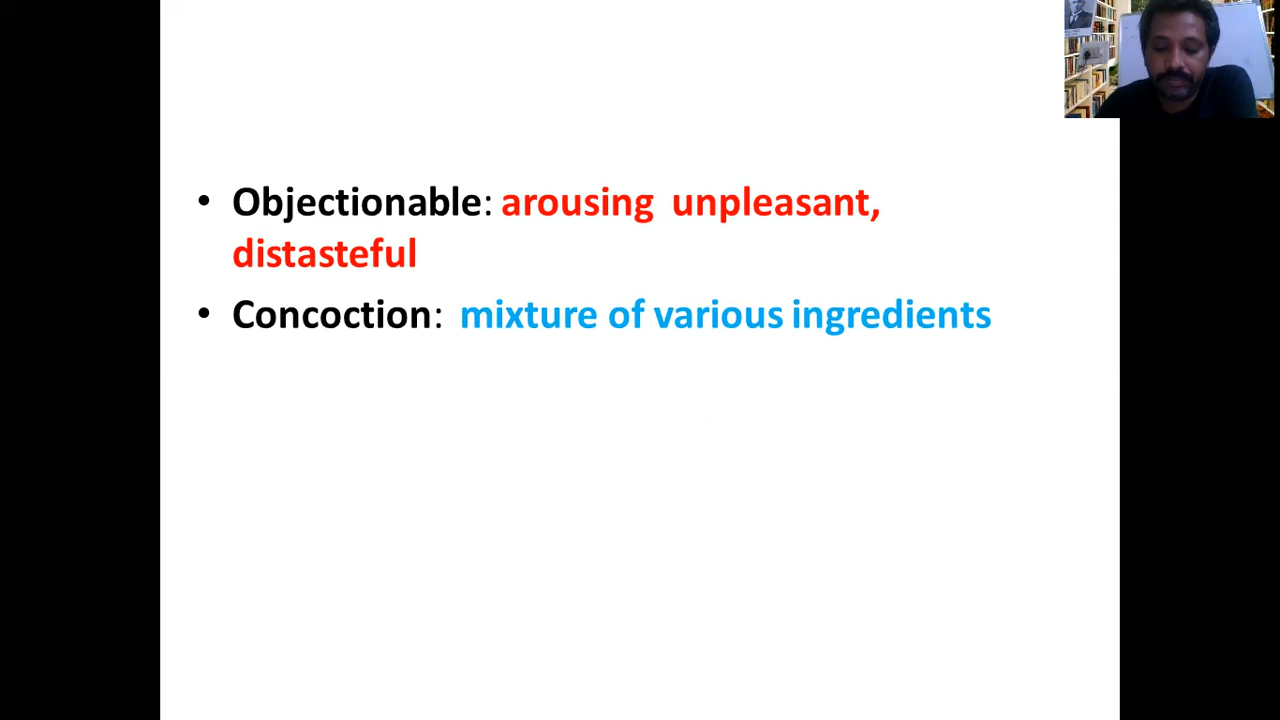 • Objectionable: arousing unpleasant,
distasteful
• Concoction: mixture of various ingredients